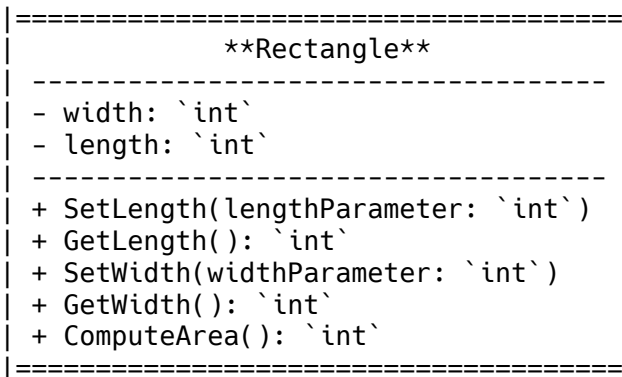 |======================================
|             **Rectangle**
| ------------------------------------
| - width: `int`
| - length: `int`
| ------------------------------------
| + SetLength(lengthParameter: `int`)
| + GetLength(): `int`
| + SetWidth(widthParameter: `int`)
| + GetWidth(): `int`
| + ComputeArea(): `int`
|======================================